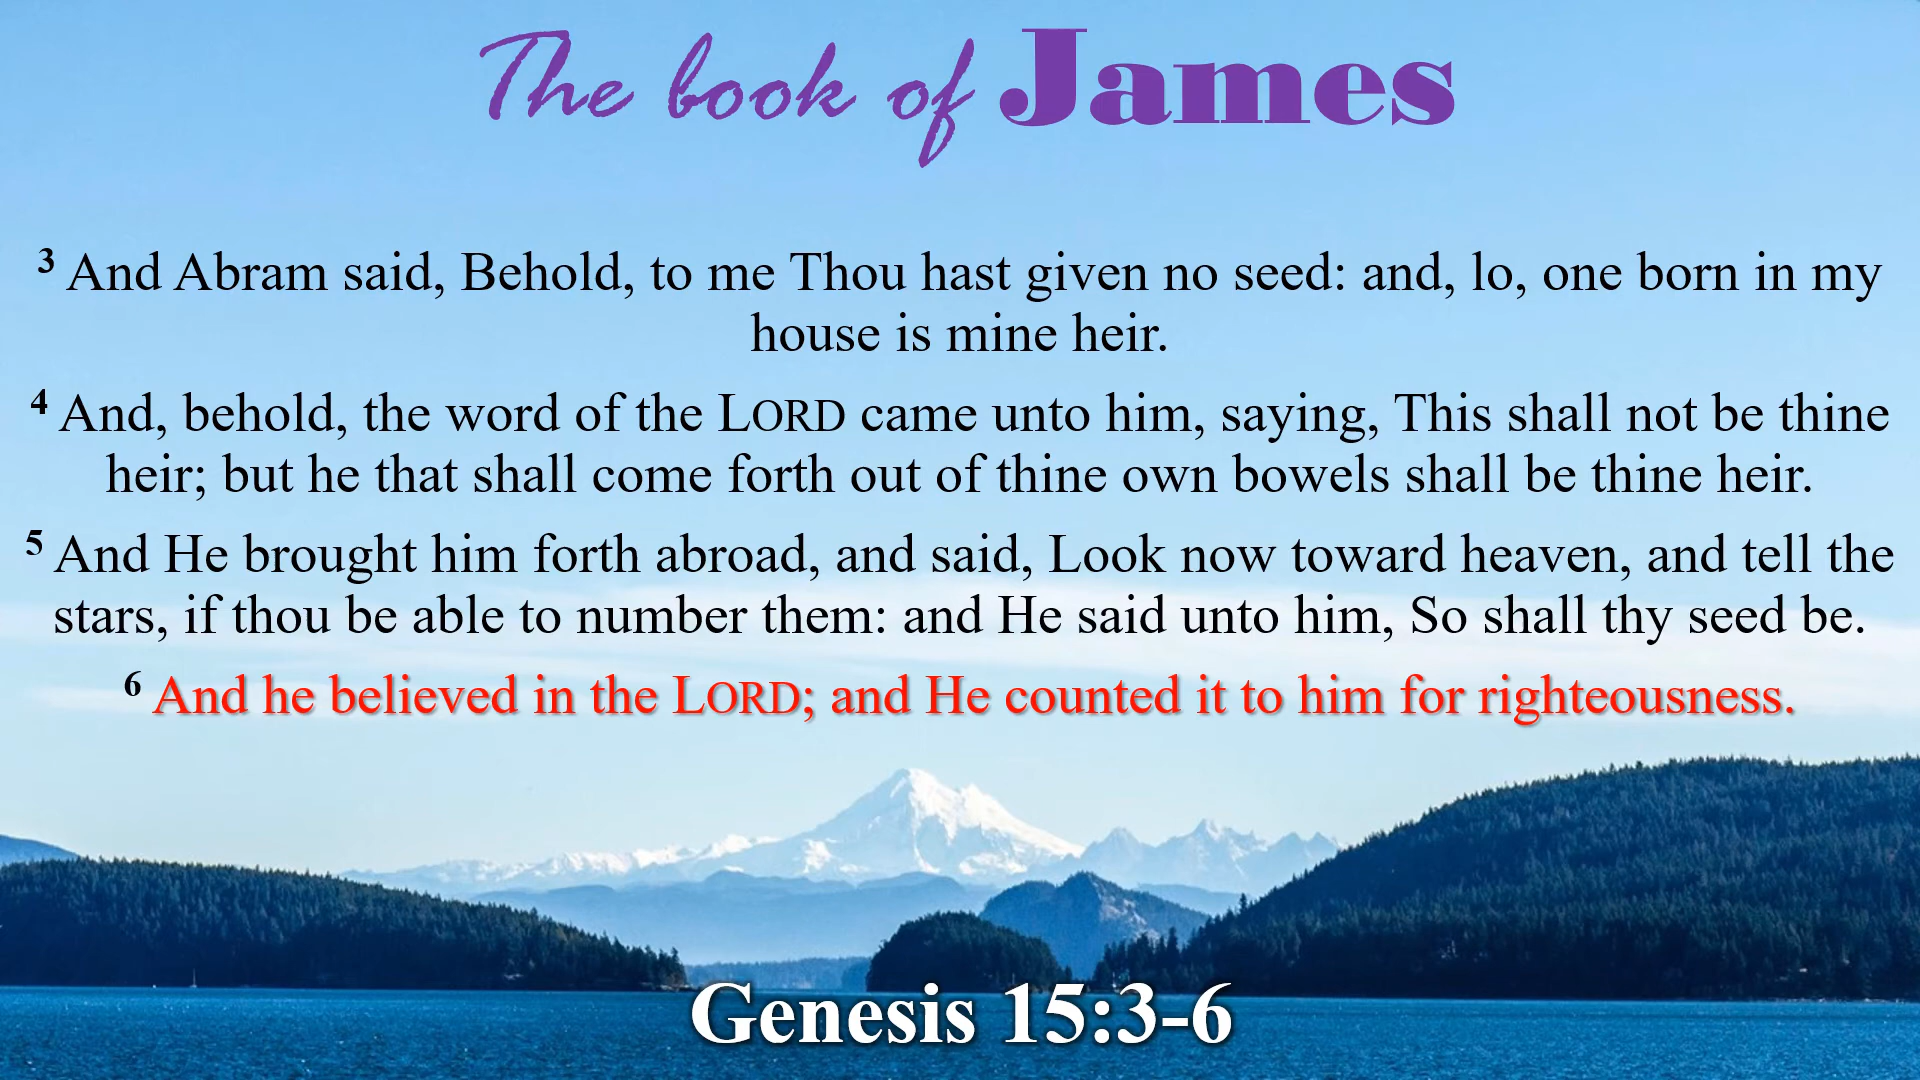 The book of James
3 And Abram said, Behold, to me Thou hast given no seed: and, lo, one born in my
house is mine heir.
4 And, behold, the word of the LORD came unto him, saying, This shall not be thine
heir; but he that shall come forth out of thine own bowels shall be thine heir.
5 And He brought him forth abroad, and said, Look now toward heaven, and tell the
stars, if thou be able to number them: and He said unto him, So shall thy seed be.
6 And he believed in the LORD; and He counted it to him for righteousness.
Genesis 15:3-6